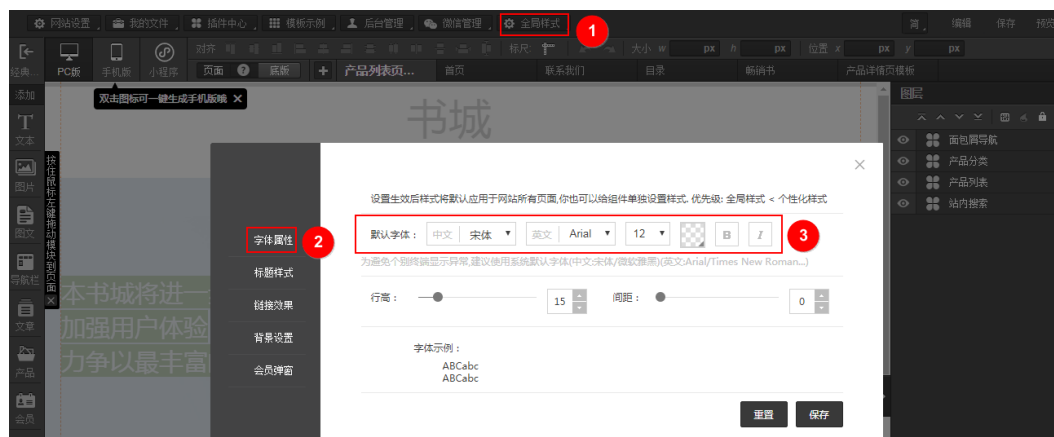 网站设置 我的文件 插件中心 模板示例 后台管理 微信管理 全局样式 1 简 编辑 保存 预览
经典... PC版 手机版 小程序 对齐 标尺 大小 w px h px 位置 x px y px
页面 ? 底版 + 产品列表页... 首页 联系我们 目录 畅销书 产品详情页模板
添加 双击图标可一键生成手机版哦 × 图层
书城
文本
图片
图文
导航栏
文章
产品
会员
按住鼠标左键拖动模块到页面 ×
面包屑导航
产品分类
产品列表
站内搜索
本书城将进一
加强用户体验
力争以最丰富
字体属性 2
标题样式
链接效果
背景设置
会员弹窗
×
设置生效后样式将默认应用于网站所有页面,你也可以给组件单独设置样式. 优先级: 全局样式 < 个性化样式
默认字体： 中文 宋体 英文 Arial 12 B I 3
为避免个别终端显示异常,建议使用系统默认字体(中文:宋体/微软雅黑)(英文:Arial/Times New Roman...)
行高： 15 间距： 0
字体示例：
ABCabc
ABCabc
重置 保存